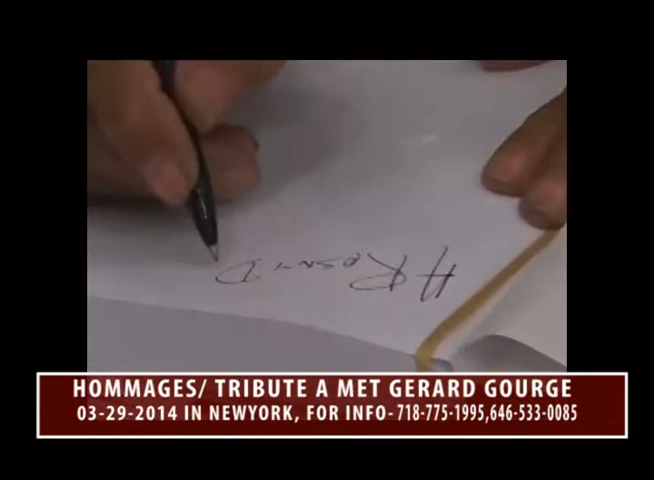 HOMMAGES/ TRIBUTE A MET GERARD GOURGE
03-29-2014 IN NEWYORK, FOR INFO- 718-775-1995,646-533-0085